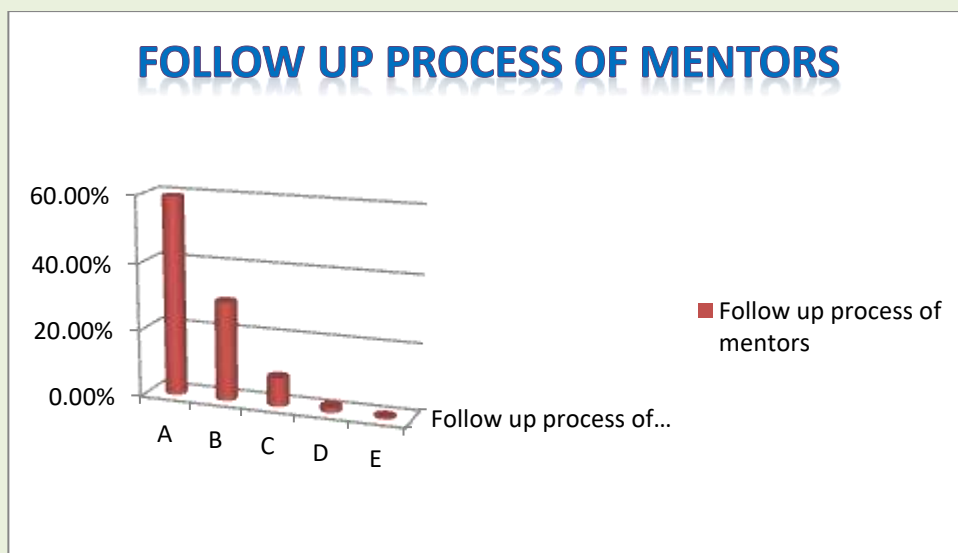 FOLLOW UP PROCESS OF MENTORS
60.00%
40.00%
20.00%
0.00%
A
B
C
D
E
Follow up process of…
Follow up process of
mentors